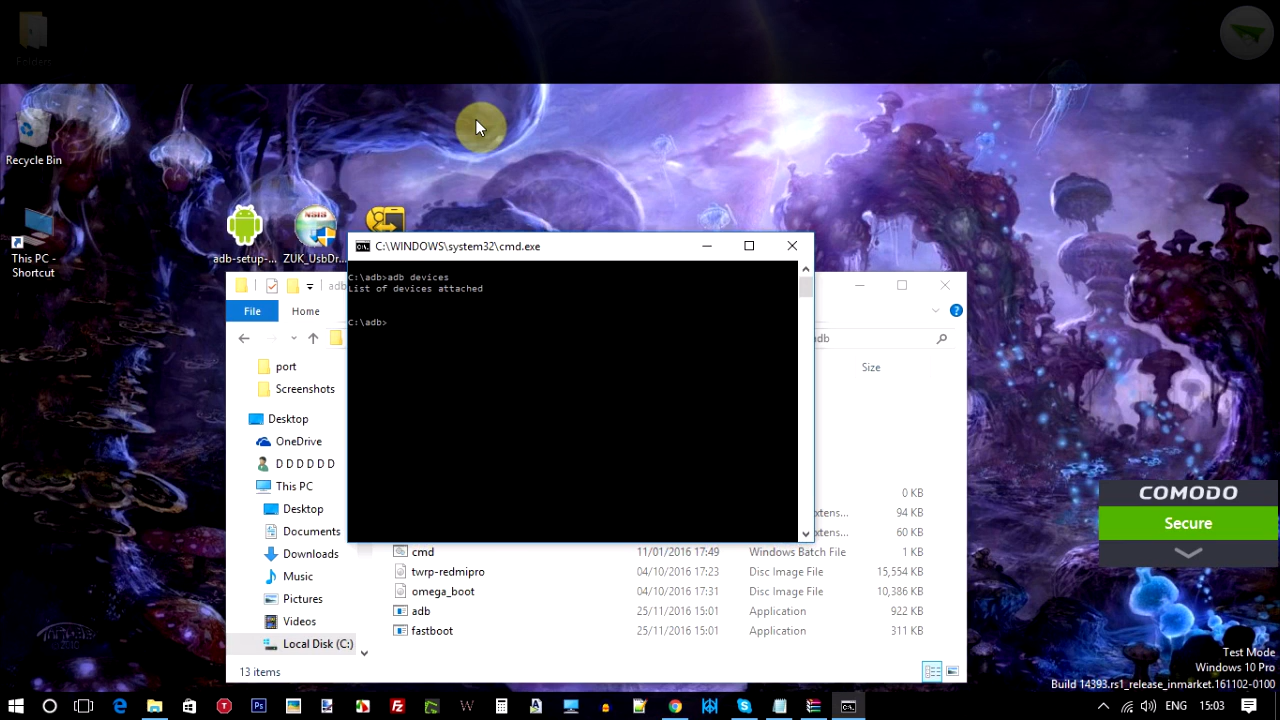 Folders
Recycle Bin
This PC -
Shortcut
NSIS
adb-setup-...
ZUK_UsbDr...
C:\WINDOWS\system32\cmd.exe
C:\adb>adb devices
List of devices attached
C:\adb>
adb
File
Home
adb
Size
port
Screenshots
Desktop
OneDrive
D D D D D D
This PC
Desktop
Documents
Downloads
Music
Pictures
Videos
Local Disk (C:)
0 KB
xtens... 94 KB
xtens... 60 KB
cmd 11/01/2016 17:49 Windows Batch File 1 KB
twrp-redmipro 04/10/2016 17:23 Disc Image File 15,554 KB
omega_boot 04/10/2016 17:31 Disc Image File 10,386 KB
adb 25/11/2016 15:01 Application 922 KB
fastboot 25/11/2016 15:01 Application 311 KB
13 items
COMODO
Secure
Test Mode
Windows 10 Pro
Build 14393.rs1_release_inmarket.161102-0100
ENG 15:03